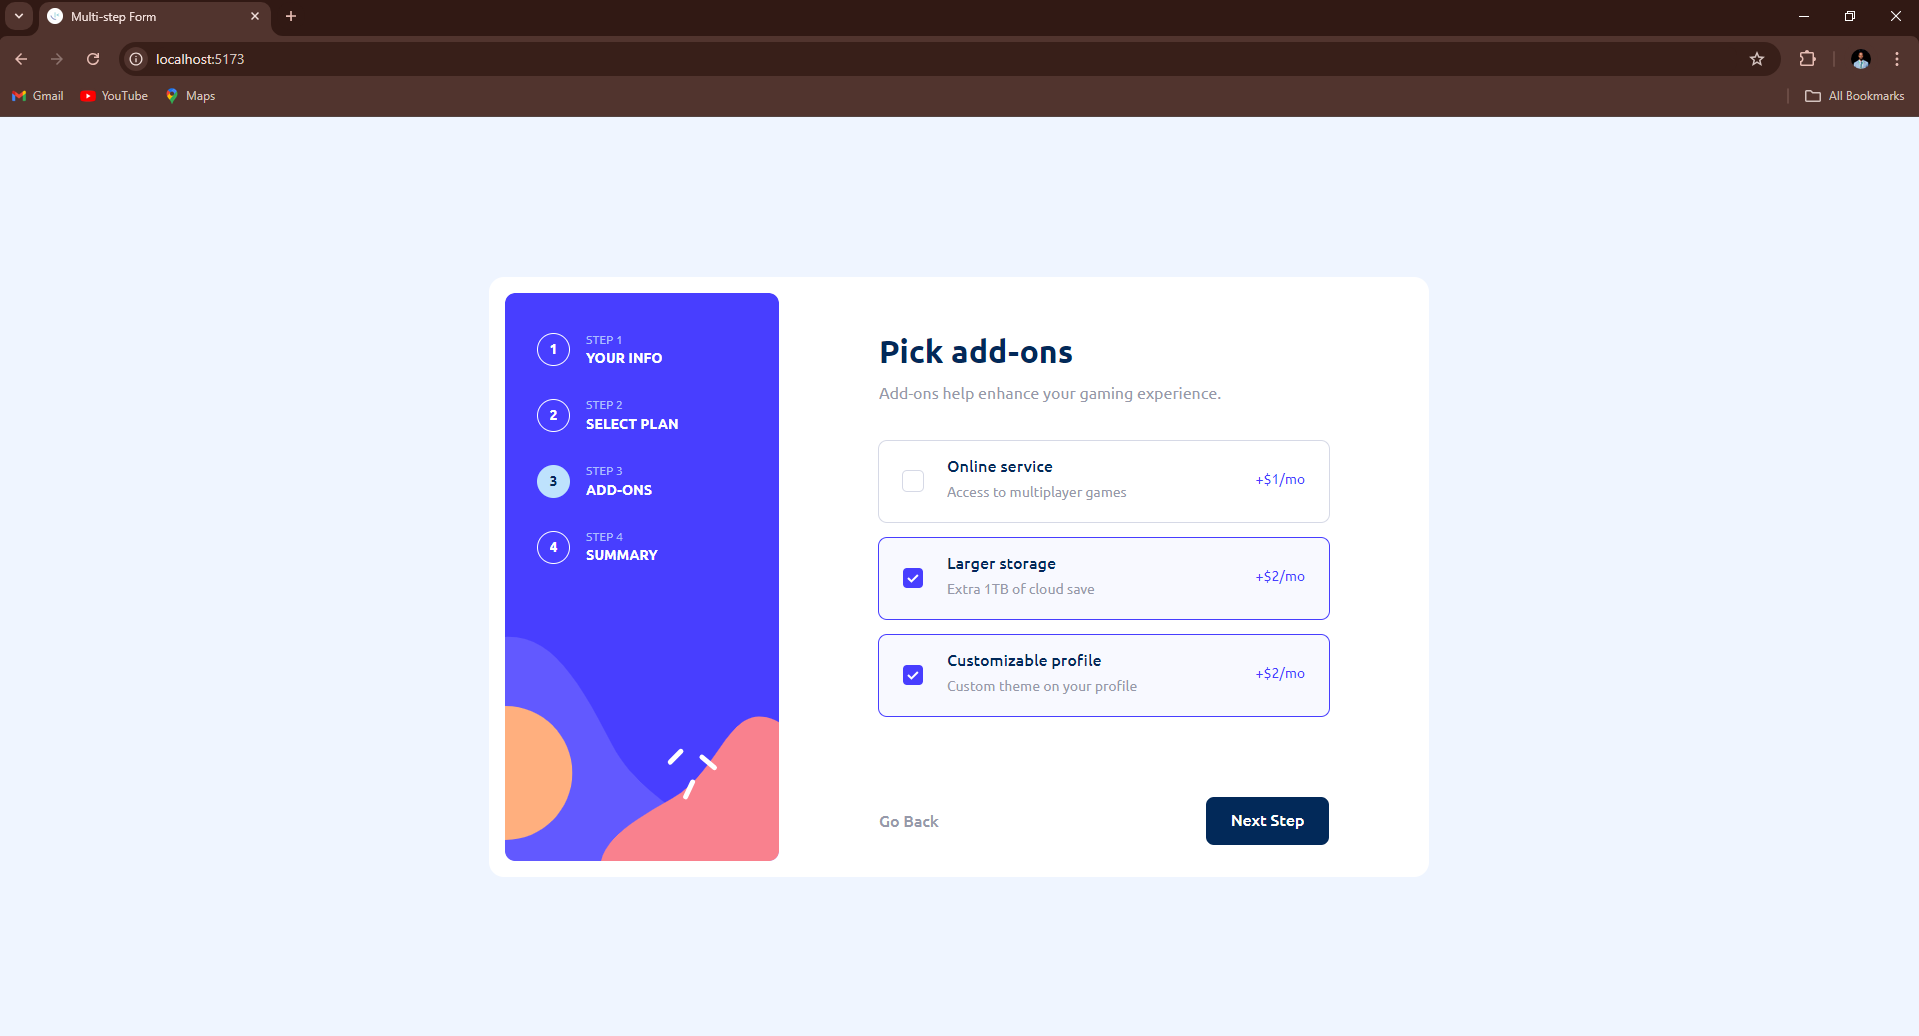 Multi-step Form
localhost:5173
Gmail YouTube Maps All Bookmarks
1 STEP 1
YOUR INFO
2 STEP 2
SELECT PLAN
3 STEP 3
ADD-ONS
4 STEP 4
SUMMARY
Pick add-ons
Add-ons help enhance your gaming experience.
Online service
Access to multiplayer games
+$1/mo
Larger storage
Extra 1TB of cloud save
+$2/mo
Customizable profile
Custom theme on your profile
+$2/mo
Go Back
Next Step